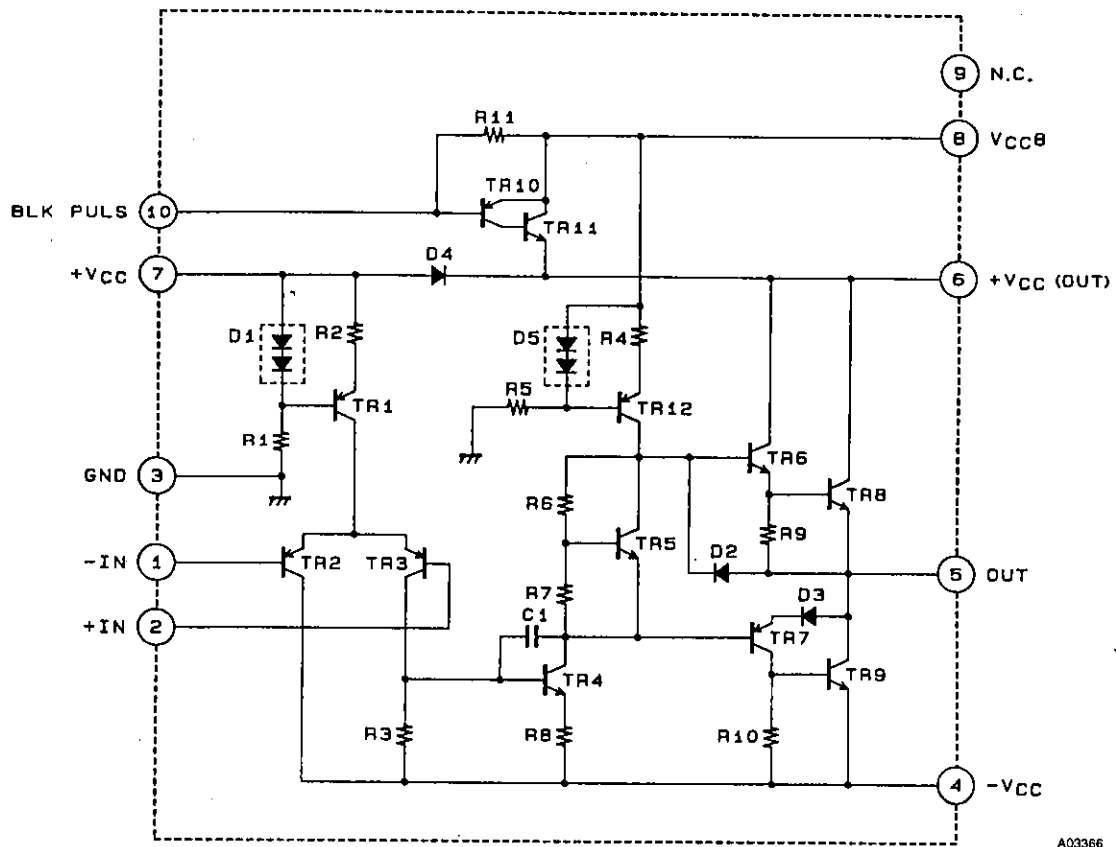 9 N.C.
R11
8 VCC8
TR10
BLK PULS 10
TR11
D4
+VCC 7
6 +VCC (OUT)
D1
R2
D5
R4
R5
TR1
TR12
R1
TR6
GND 3
TR8
R6
R9
TR5
-IN 1
TR2
TR3
D2
5 OUT
R7
D3
+IN 2
C1
TR7
TR4
TR9
R3
R8
R10
4 -VCC
A03366